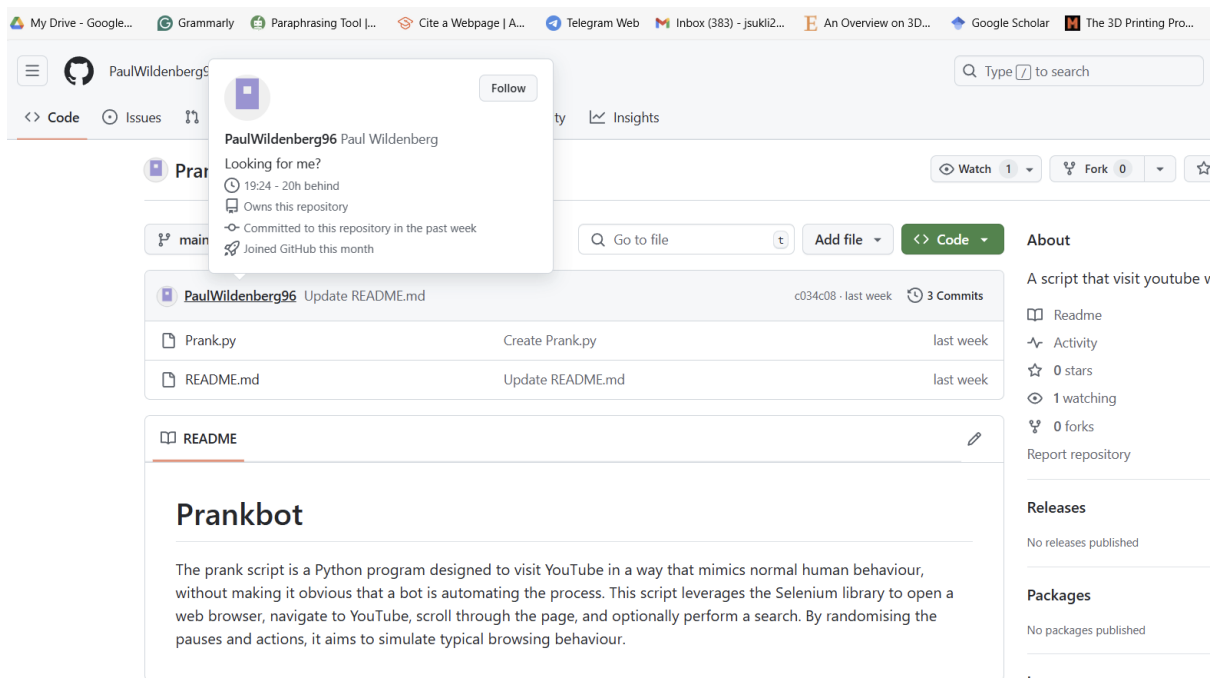 My Drive - Google... Grammarly Paraphrasing Tool |... Cite a Webpage | A... Telegram Web Inbox (383) - jsukli2... An Overview on 3D... Google Scholar The 3D Printing Pro...
PaulWildenberg9 Type / to search
Code Issues ty Insights
Follow
PaulWildenberg96 Paul Wildenberg
Looking for me?
19:24 - 20h behind
Owns this repository
Committed to this repository in the past week
Joined GitHub this month
Pra Watch 1 Fork 0
main Go to file t Add file Code
PaulWildenberg96 Update README.md c034c08 · last week 3 Commits
Prank.py Create Prank.py last week
README.md Update README.md last week
README
Prankbot
The prank script is a Python program designed to visit YouTube in a way that mimics normal human behaviour,
without making it obvious that a bot is automating the process. This script leverages the Selenium library to open a
web browser, navigate to YouTube, scroll through the page, and optionally perform a search. By randomising the
pauses and actions, it aims to simulate typical browsing behaviour.
About
A script that visit youtube w
Readme
Activity
0 stars
1 watching
0 forks
Report repository
Releases
No releases published
Packages
No packages published